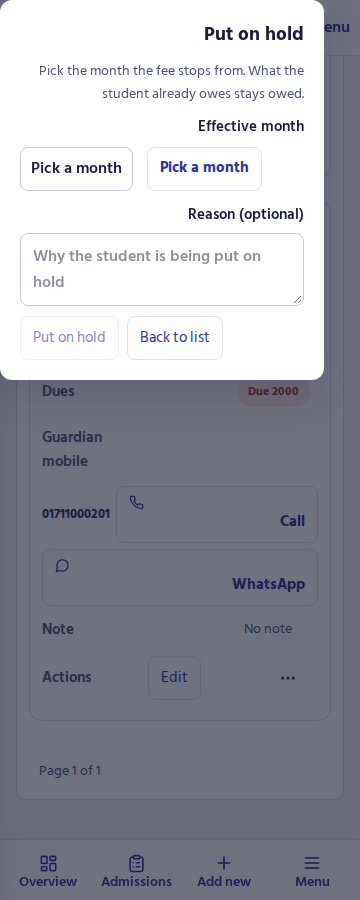 Put on hold
enu
Pick the month the fee stops from. What the
student already owes stays owed.
Effective month
Pick a month
Pick a month
Reason (optional)
Why the student is being put on
hold
Put on hold
Back to list
Dues
Due 2000
Guardian
mobile
01711000201
Call
WhatsApp
Note
No note
Actions
Edit
Page 1 of 1
Overview
Admissions
Add new
Menu